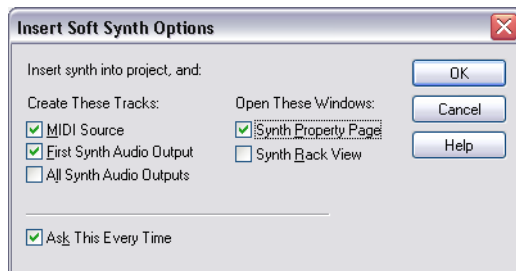 Insert Soft Synth Options
Insert synth into project, and:
Create These Tracks:
MIDI Source
First Synth Audio Output
All Synth Audio Outputs
Open These Windows:
Synth Property Page
Synth Rack View
Ask This Every Time
OK
Cancel
Help